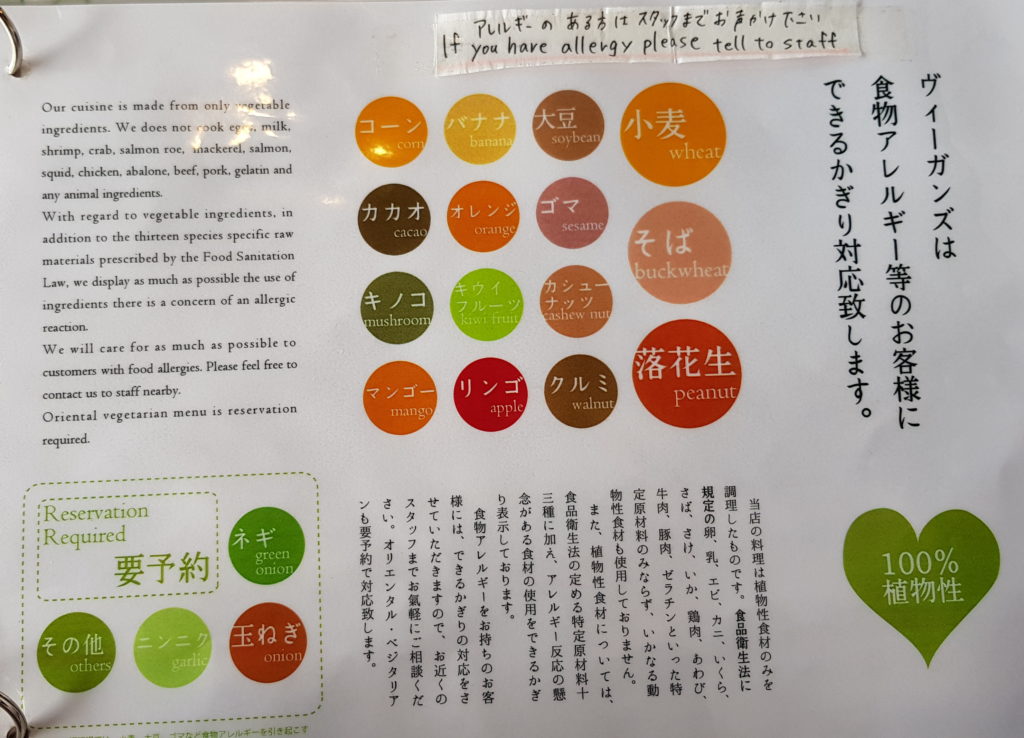 アレルギーの ある方は スタッフまでお声がけ下さい
If you have allergy please tell to staff
Our cuisine is made from only vegetable
ingredients. We does not cook eggs, milk,
shrimp, crab, salmon roe, mackerel, salmon,
squid, chicken, abalone, beef, pork, gelatin and
any animal ingredients.
With regard to vegetable ingredients, in
addition to the thirteen species specific raw
materials prescribed by the Food Sanitation
Law, we display as much as possible the use of
ingredients there is a concern of an allergic
reaction.
We will care for as much as possible to
customers with food allergies. Please feel free to
contact us to staff nearby.
Oriental vegetarian menu is reservation
required.
コーン
corn
バナナ
banana
大豆
soybean
小麦
wheat
カカオ
cacao
オレンジ
orange
ゴマ
sesame
そば
buckwheat
キノコ
mushroom
キウイ
フルーツ
kiwi fruit
カシュー
ナッツ
cashew nut
落花生
peanut
マンゴー
mango
リンゴ
apple
クルミ
walnut
ヴィーガンズは
食物アレルギー等のお客様に
できるかぎり対応致します。
当店の料理は植物性食材のみを
調理したものです。食品衛生法に
規定の卵、乳、エビ、カニ、いくら、
さば、さけ、いか、鶏肉、あわび、
牛肉、豚肉、ゼラチンといった特
定原材料のみならず、いかなる動
物性食材も使用しておりません。
また、植物性食材については、
食品衛生法の定める特定原材料十
三種に加え、アレルギー反応の懸
念がある食材の使用をできるかぎ
り表示しております。
食物アレルギーをお持ちのお客
様には、できるかぎりの対応をさ
せていただきますので、お近くの
スタッフまでお氣軽にご相談くだ
さい。オリエンタル・ベジタリア
ンも要予約で対応致します。
100%
植物性
Reservation
Required
要予約
ネギ
green
onion
その他
others
ニンニク
garlic
玉ねぎ
onion
大豆、ゴマなど食物アレルギーを引き起こす